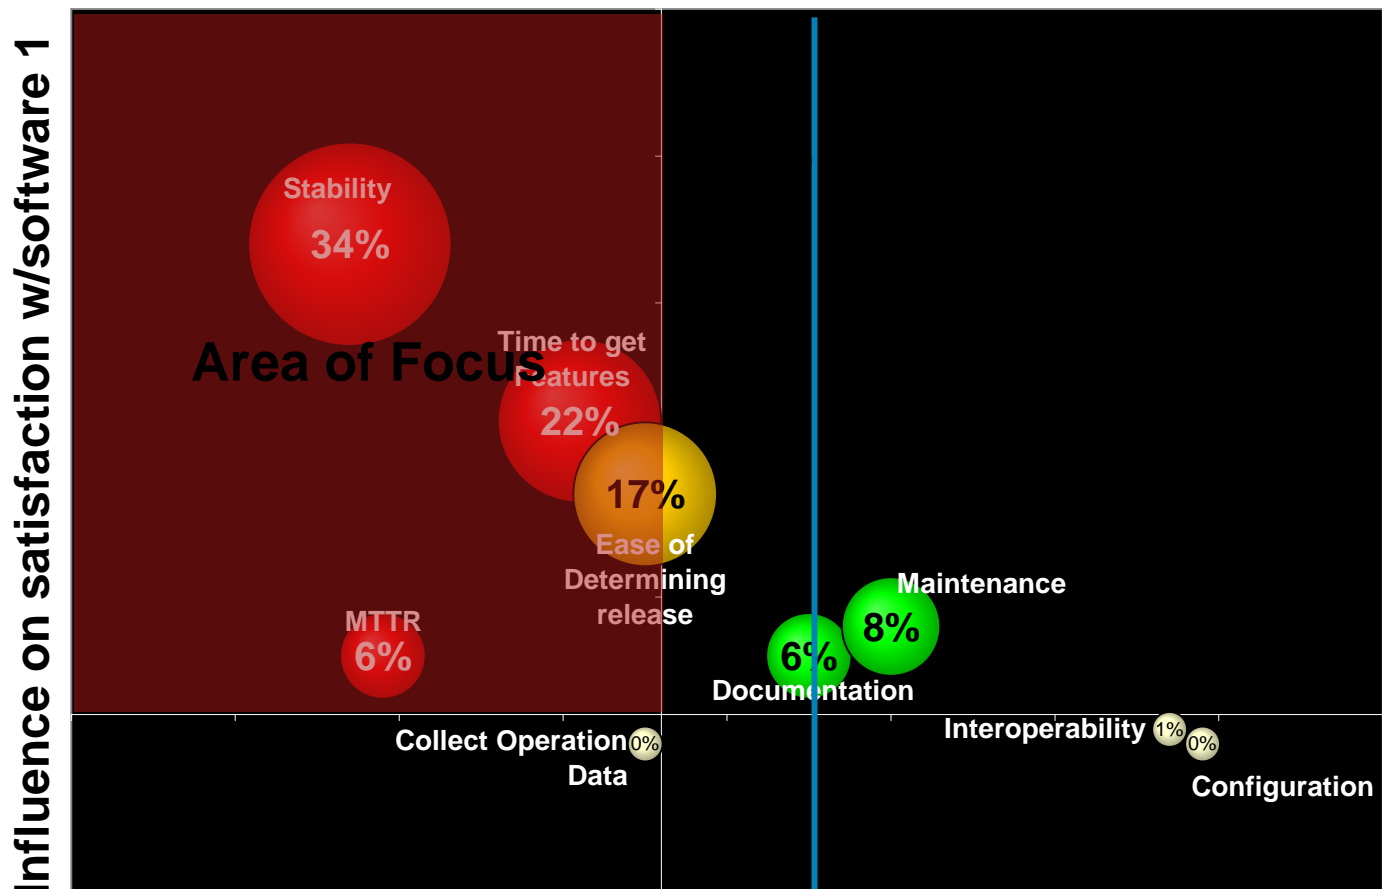 Influence on satisfaction w/software 1
Stability
34%
Time to get
Features
22%
Area of Focus
17%
Ease of
Determining
release
MTTR
6%
Maintenance
8%
6%
Documentation
Collect Operation
Data
0%
Interoperability
1%
0%
Configuration